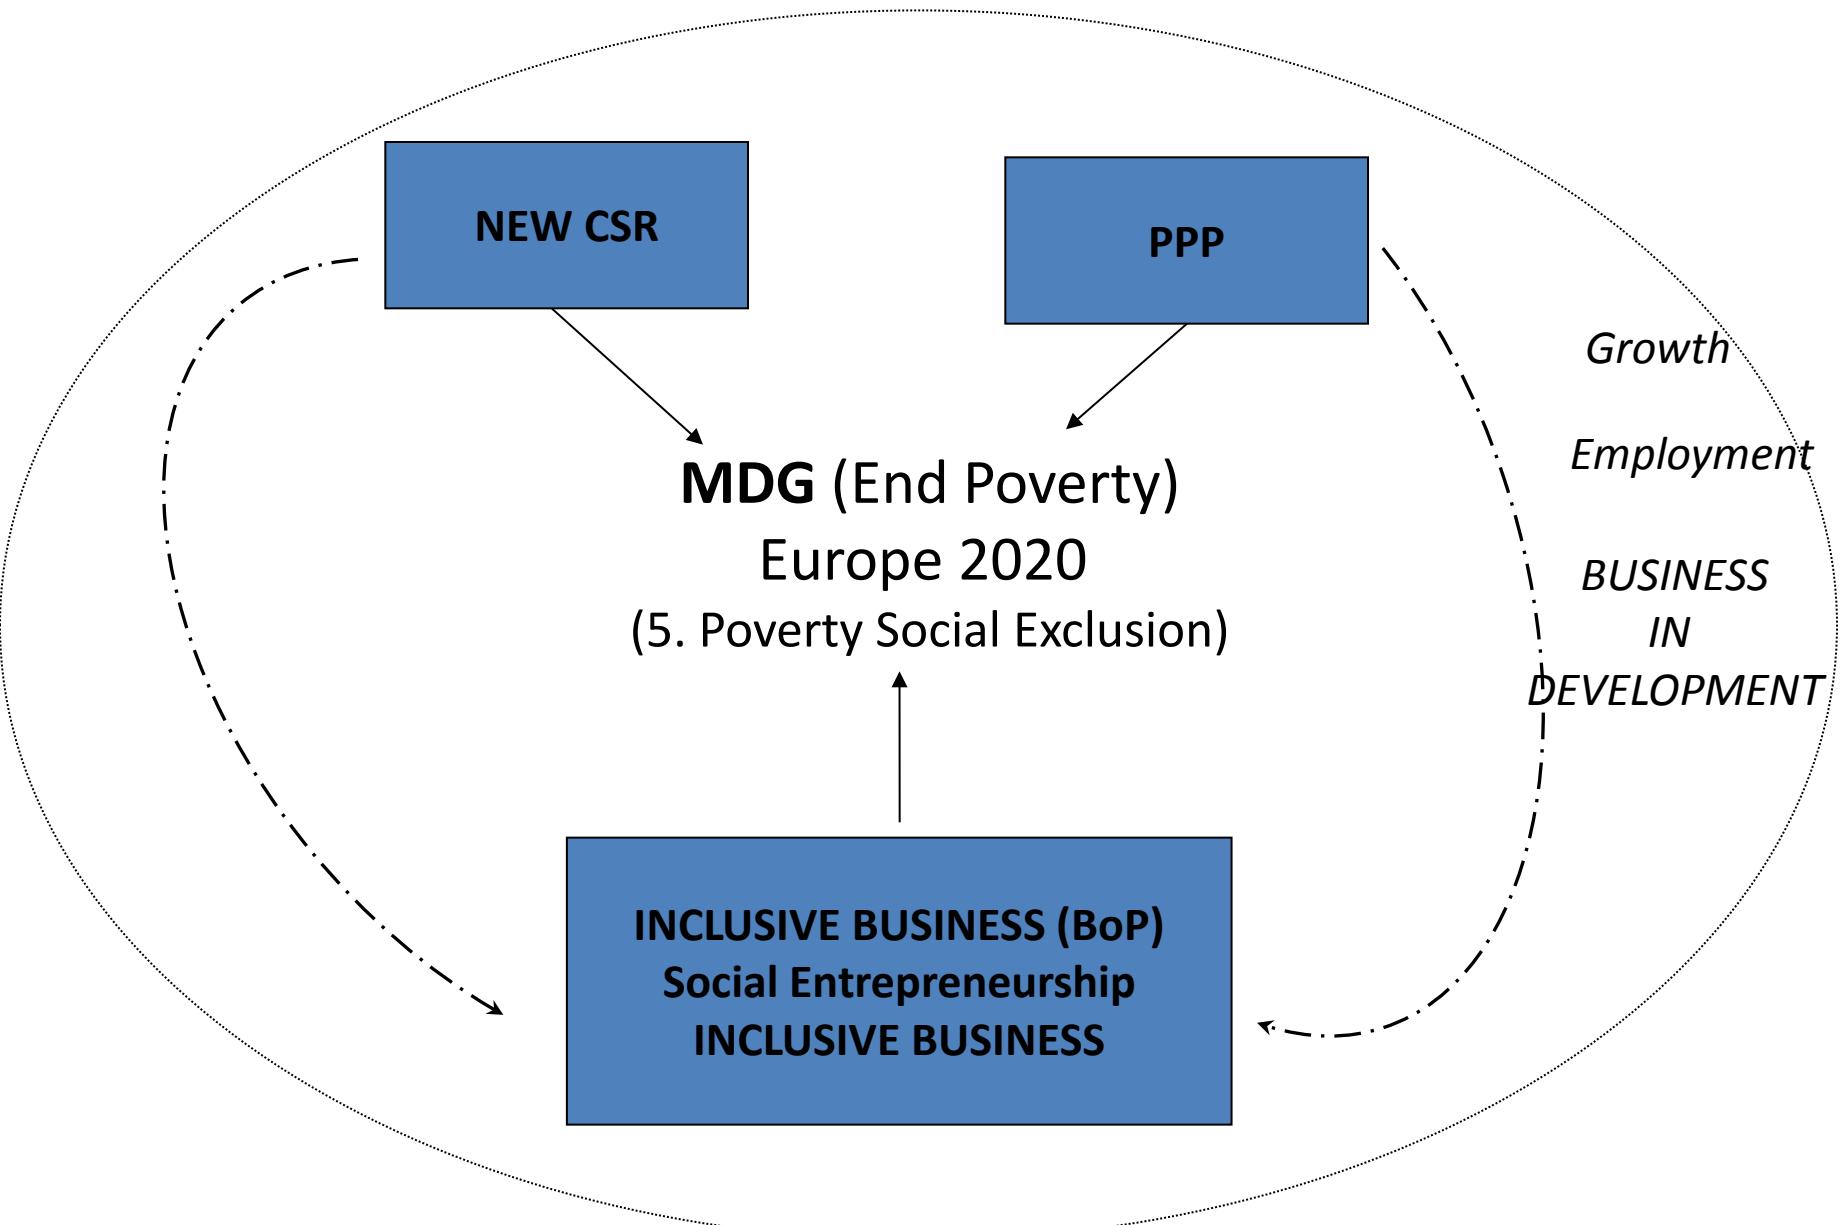 NEW CSR
PPP
Growth
Employment
MDG (End Poverty)
Europe 2020
(5. Poverty Social Exclusion)
BUSINESS
IN
DEVELOPMENT
INCLUSIVE BUSINESS (BoP)
Social Entrepreneurship
INCLUSIVE BUSINESS